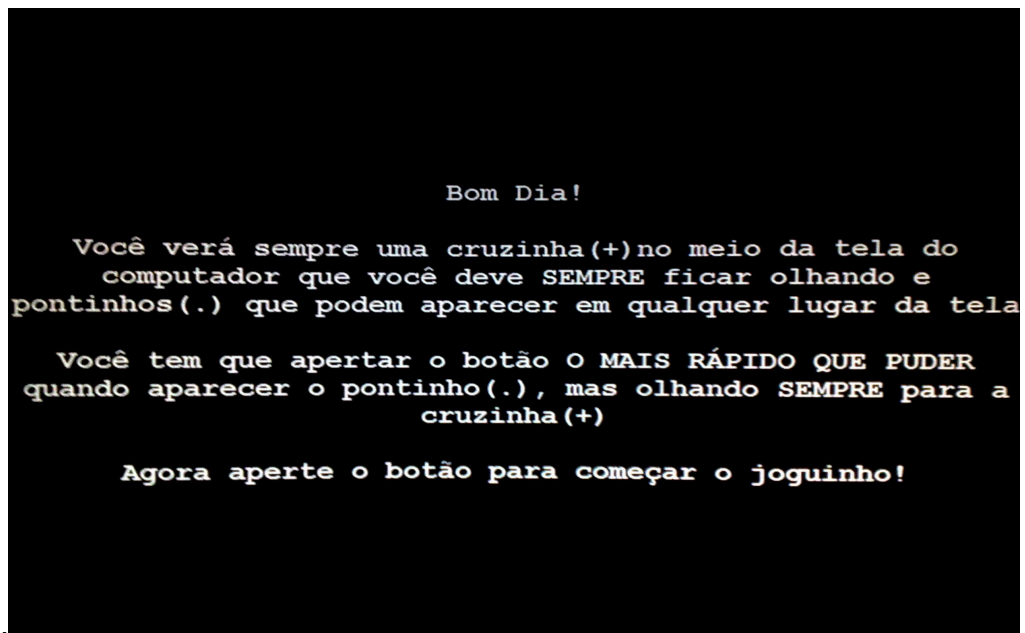 Bom Dia!
Você verá sempre uma cruzinha(+)no meio da tela do
computador que você deve SEMPRE ficar olhando e
pontinhos(.) que podem aparecer em qualquer lugar da tela
Você tem que apertar o botão O MAIS RÁPIDO QUE PUDER
quando aparecer o pontinho(.), mas olhando SEMPRE para a
cruzinha(+)
Agora aperte o botão para começar o joguinho!